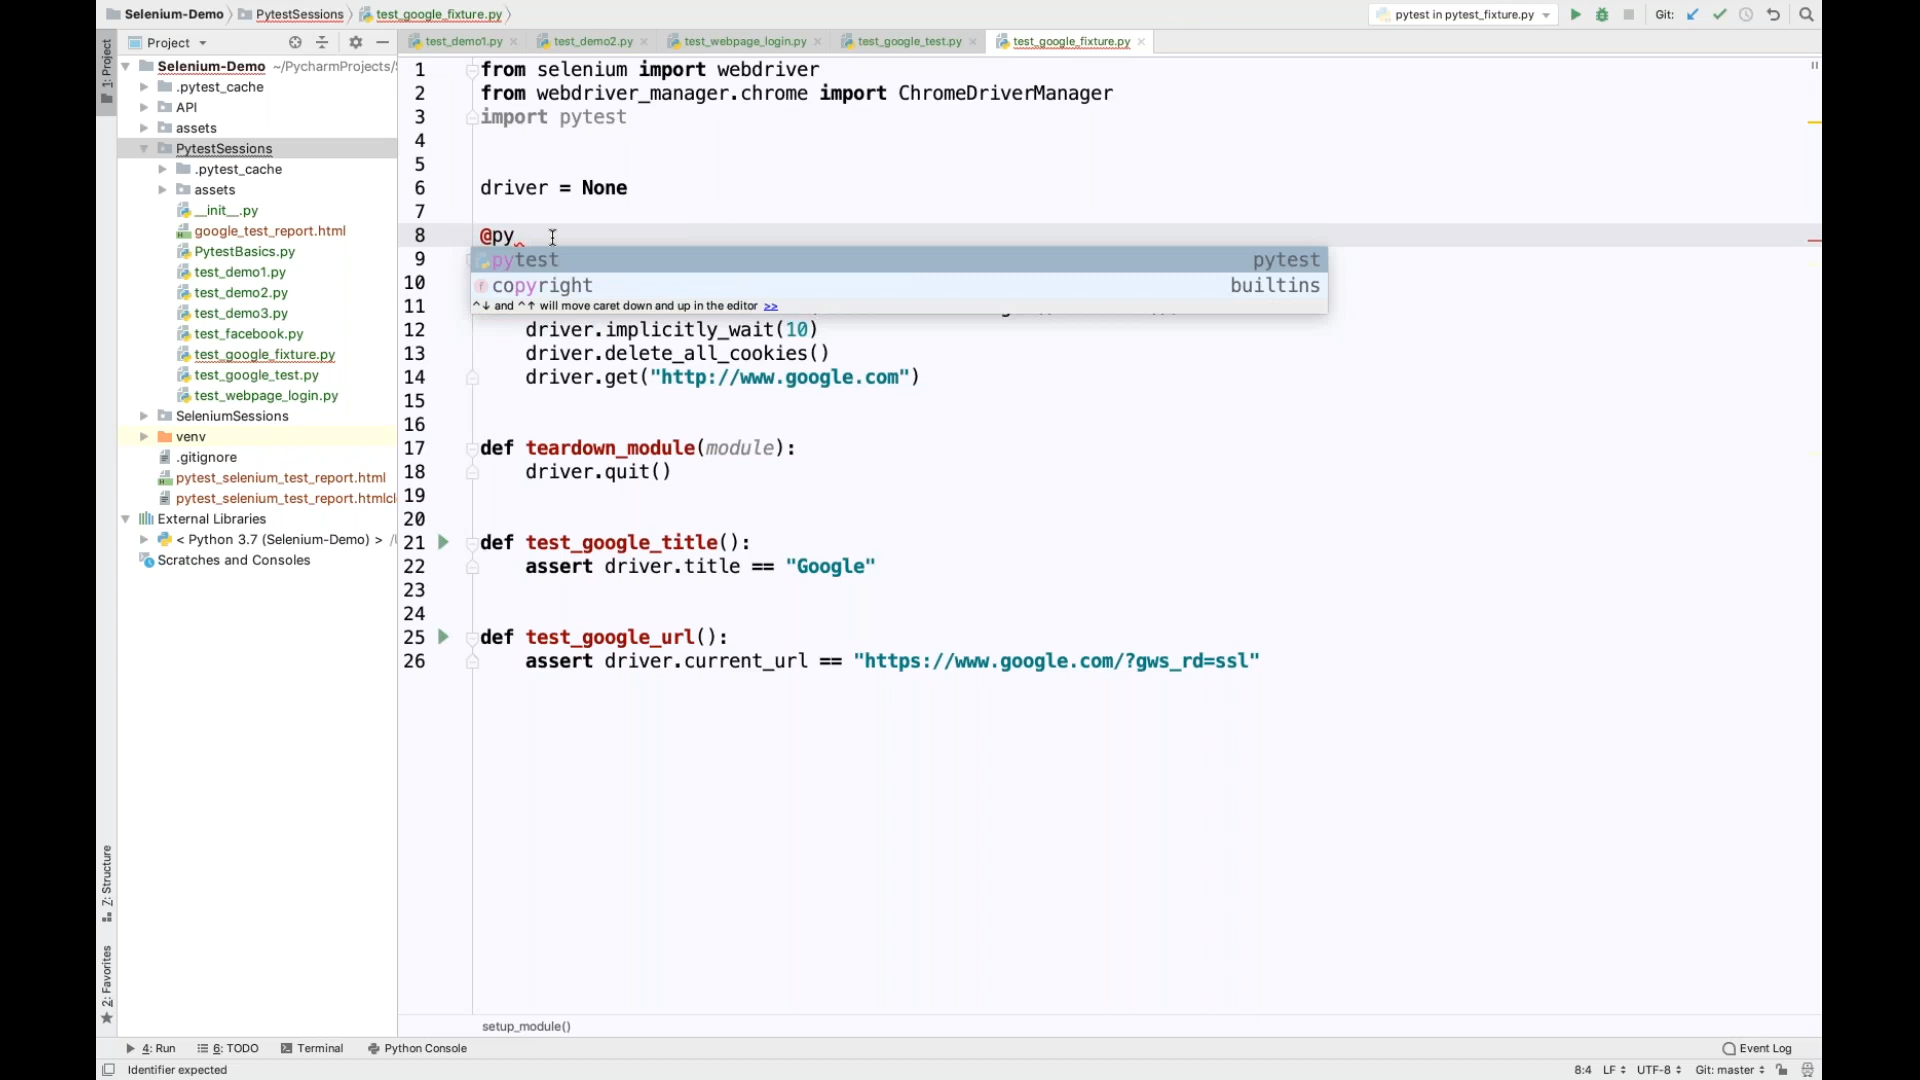 Selenium-Demo PytestSessions test_google_fixture.py
pytest in pytest_fixture.py Git:
1: Project
Project
test_demo1.py test_demo2.py test_webpage_login.py test_google_test.py test_google_fixture.py
Selenium-Demo ~/PycharmProjects/
.pytest_cache
API
assets
PytestSessions
.pytest_cache
assets
__init__.py
google_test_report.html
PytestBasics.py
test_demo1.py
test_demo2.py
test_demo3.py
test_facebook.py
test_google_fixture.py
test_google_test.py
test_webpage_login.py
SeleniumSessions
venv
.gitignore
pytest_selenium_test_report.html
pytest_selenium_test_report.htmlcl
External Libraries
< Python 3.7 (Selenium-Demo) >
Scratches and Consoles
1 from selenium import webdriver
2 from webdriver_manager.chrome import ChromeDriverManager
3 import pytest
4
5
6 driver = None
7
8 @py
9
10
11
pytest pytest
copyright builtins
^↓ and ^↑ will move caret down and up in the editor >>
12 driver.implicitly_wait(10)
13 driver.delete_all_cookies()
14 driver.get("http://www.google.com")
15
16
17 def teardown_module(module):
18 driver.quit()
19
20
21 def test_google_title():
22 assert driver.title == "Google"
23
24
25 def test_google_url():
26 assert driver.current_url == "https://www.google.com/?gws_rd=ssl"
setup_module()
Z: Structure
2: Favorites
4: Run 6: TODO Terminal Python Console Event Log
Identifier expected 8:4 LF UTF-8 Git: master